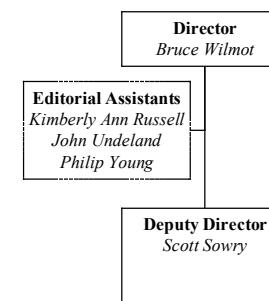 Director
Bruce Wilmot
Editorial Assistants
Kimberly Ann Russell
John Undeland
Philip Young
Deputy Director
Scott Sowry